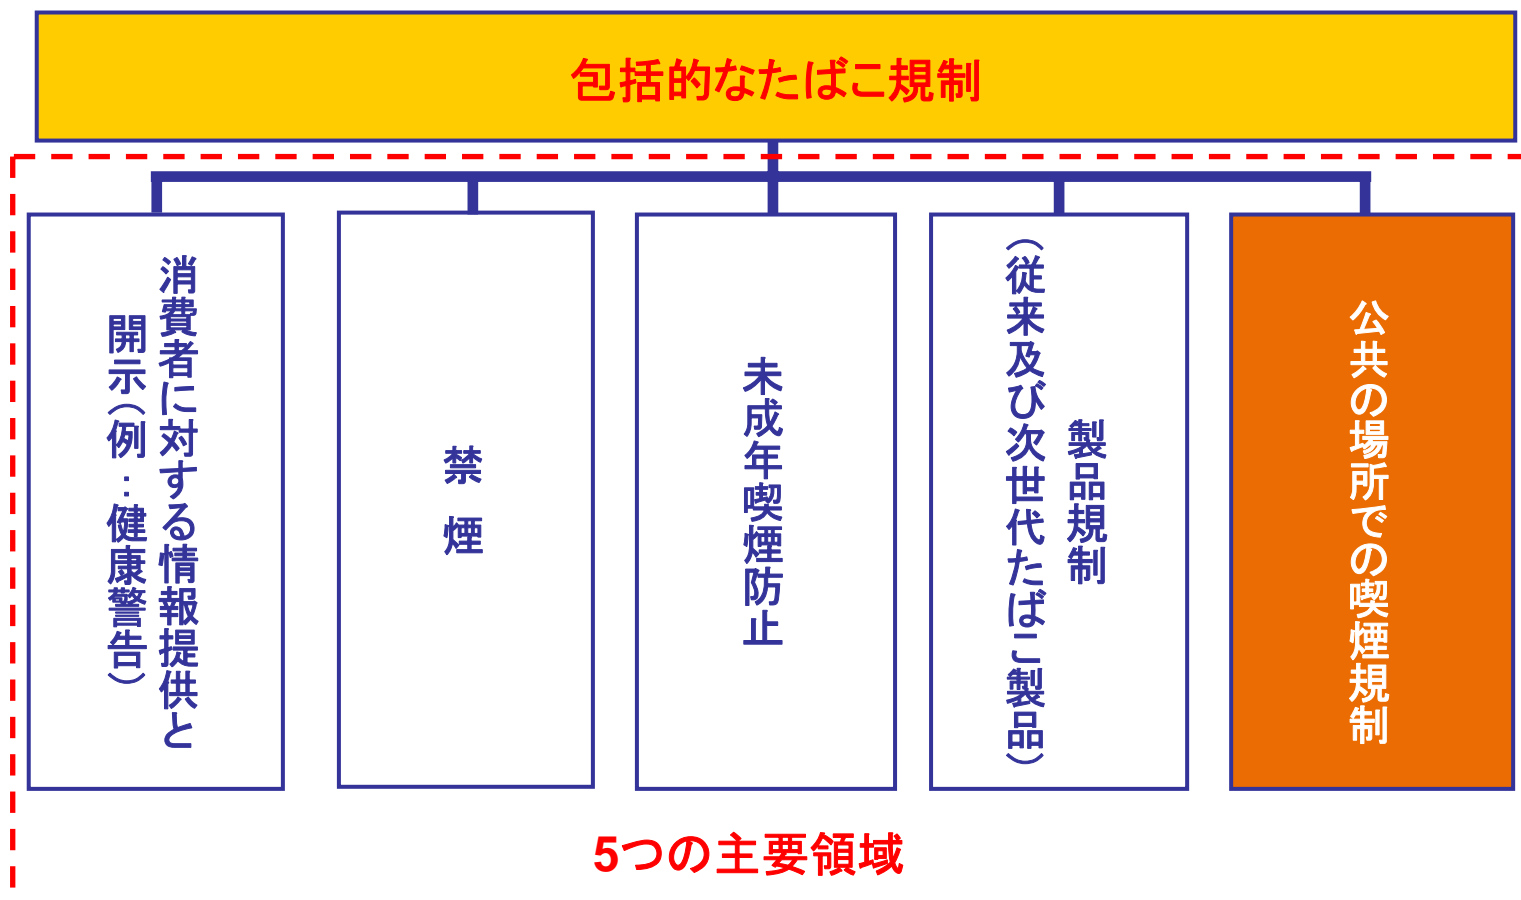 包括的なたばこ規制
消費者に対する情報提供と
開示（例：健康警告）
禁 煙
未成年喫煙防止
製品規制
（従来及び次世代たばこ製品）
公共の場所での喫煙規制
5つの主要領域